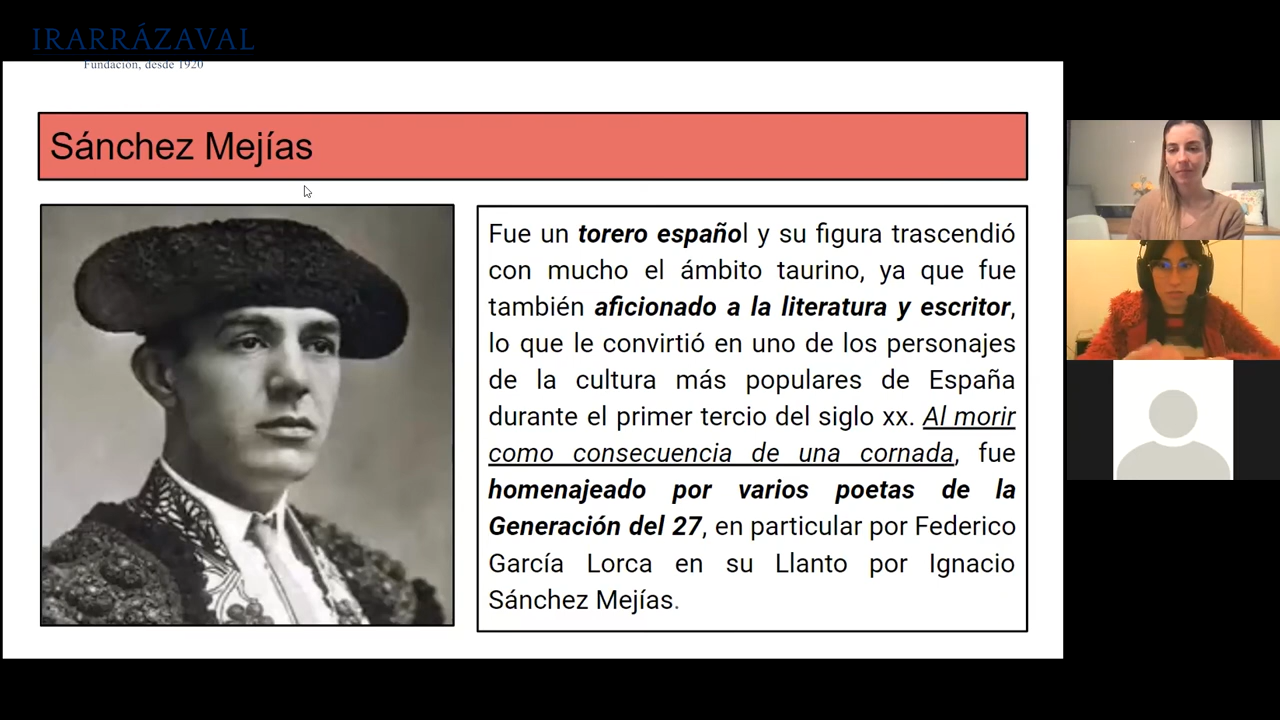 IRARRÁZAVAL
Fundación, desde 1920
Sánchez Mejías
Fue un torero español y su figura trascendió
con mucho el ámbito taurino, ya que fue
también aficionado a la literatura y escritor,
lo que le convirtió en uno de los personajes
de la cultura más populares de España
durante el primer tercio del siglo xx. Al morir
como consecuencia de una cornada, fue
homenajeado por varios poetas de la
Generación del 27, en particular por Federico
García Lorca en su Llanto por Ignacio
Sánchez Mejías.